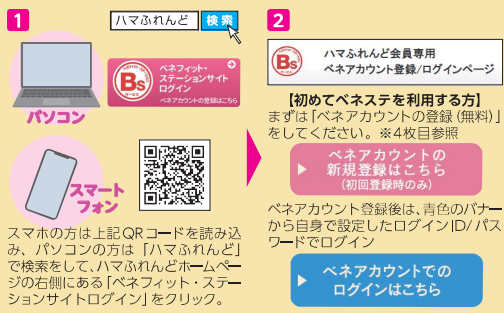 1
ハマふれんど 検索
Bs
サービス
ベネフィット・
ステーションサイト
ログイン
ベネアカウントの登録はこちら
パソコン
スマート
フォン
スマホの方は上記QRコードを読み込
み、パソコンの方は「ハマふれんど」
で検索をして、ハマふれんどホームペー
ジの右側にある「ベネフィット・ステー
ションサイトログイン」をクリック。
2
Bs
ハマふれんど会員専用
ベネアカウント登録/ログインページ
【初めてベネステを利用する方】
まずは「ベネアカウントの登録(無料)」
をしてください。※4枚目参照
ベネアカウントの
新規登録はこちら
(初回登録時のみ)
ベネアカウント登録後は、青色のバナー
から自身で設定したログインID/パス
ワードでログイン
ベネアカウントでの
ログインはこちら